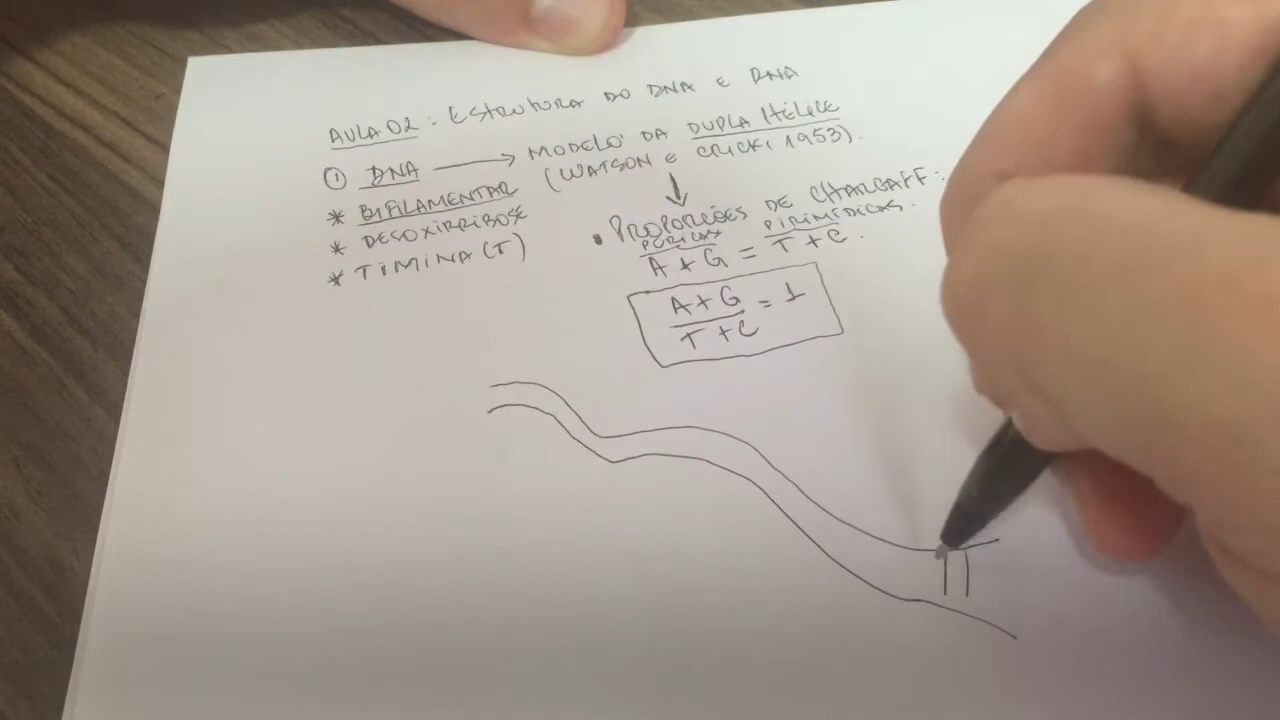 AULA 02: ESTRUTURA DO DNA E RNA
① DNA → MODELO DA DUPLA HÉLICE
(WATSON E CRICK, 1953).
* BIFILAMENTAR
* DESOXIRRIBOSE
* TIMINA (T)
• PROPORÇÕES DE CHARGAFF:
PÚRICAS PIRIMÍDICAS.
A + G = T + C.
A + G / T + C = 1